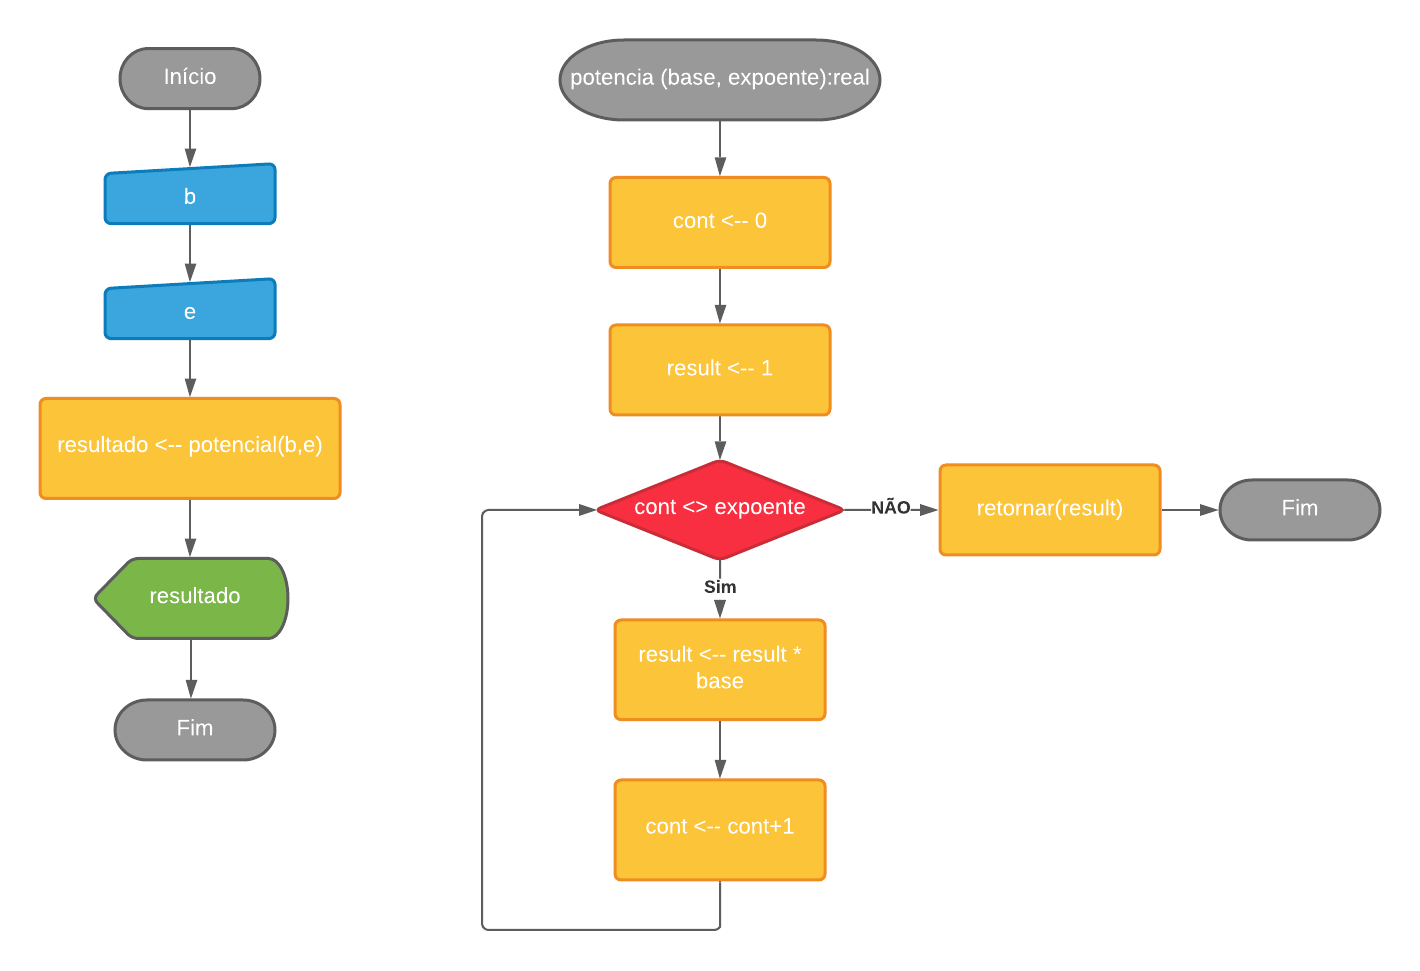 Início
b
e
resultado <-- potencial(b,e)
resultado
Fim
potencia (base, expoente):real
cont <-- 0
result <-- 1
cont <> expoente
NÃO
retornar(result)
Fim
Sim
result <-- result *
base
cont <-- cont+1